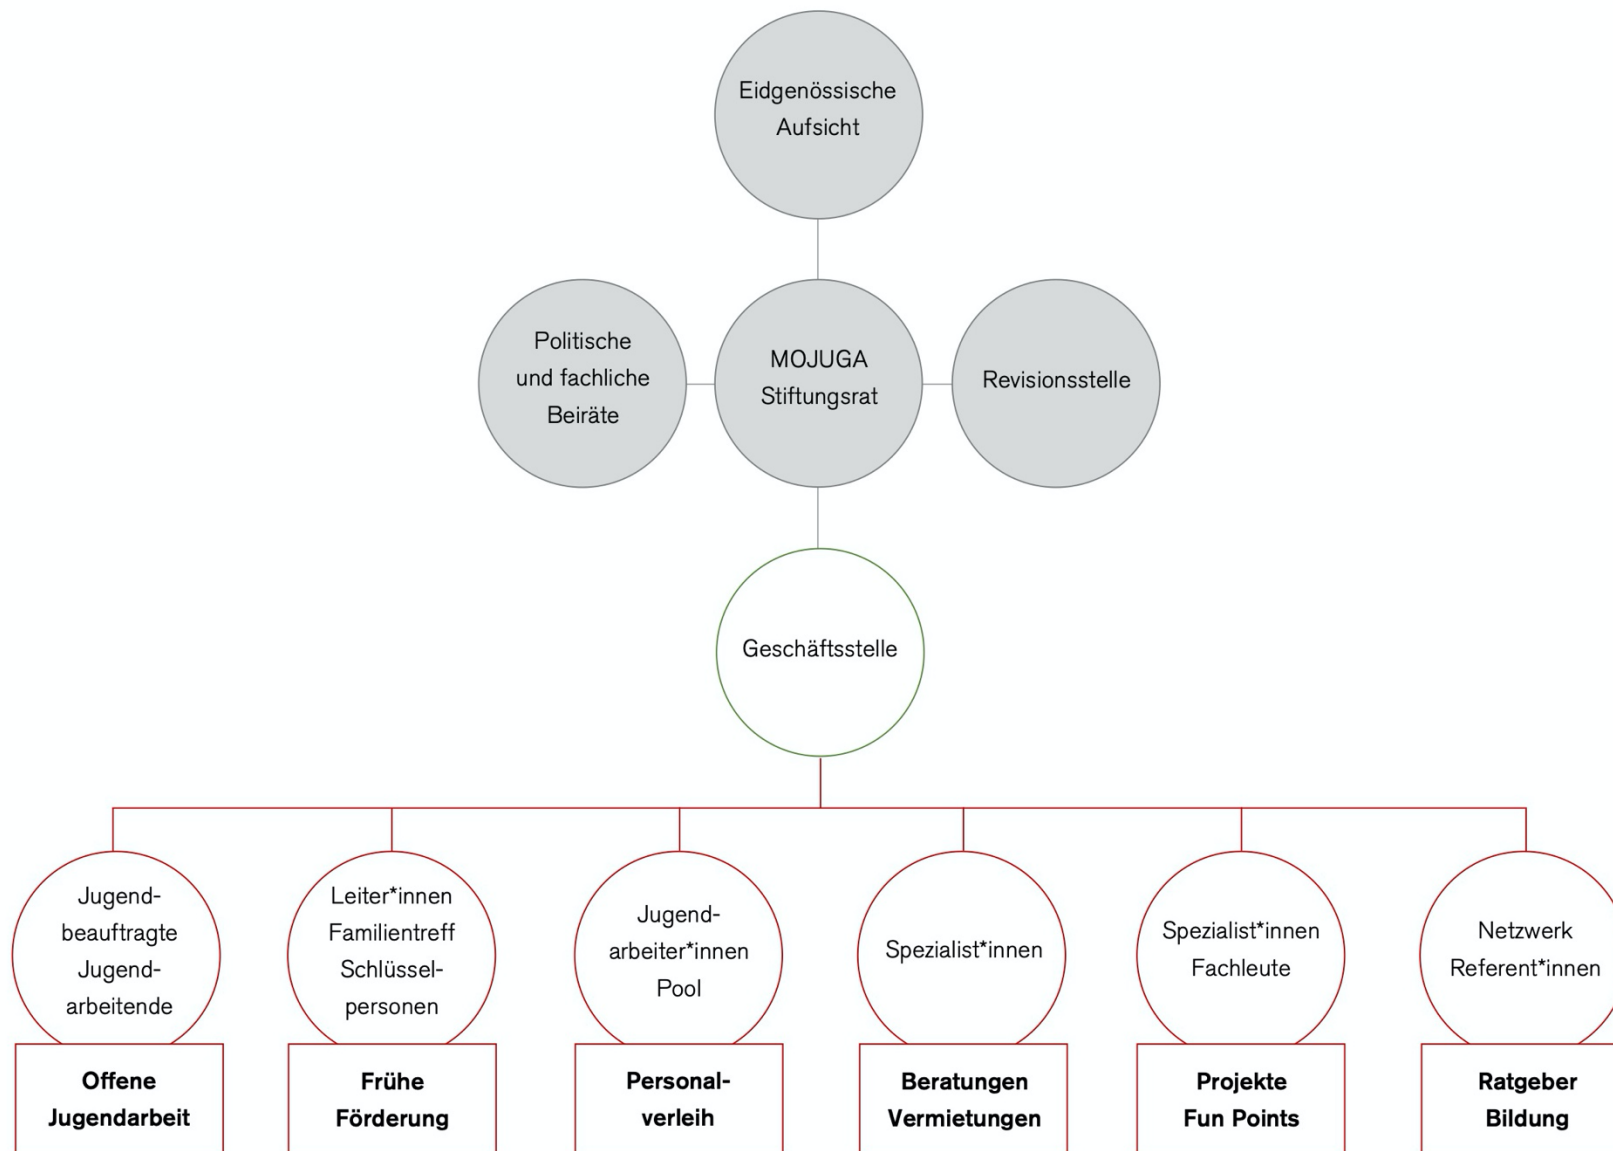 Eidgenössische
Aufsicht
Politische
und fachliche
Beiräte
MOJUGA
Stiftungsrat
Revisionsstelle
Geschäftsstelle
Jugend-
beauftragte
Jugend-
arbeitende
Leiter*innen
Familientreff
Schlüssel-
personen
Jugend-
arbeiter*innen
Pool
Spezialist*innen
Spezialist*innen
Fachleute
Netzwerk
Referent*innen
Offene
Jugendarbeit
Frühe
Förderung
Personal-
verleih
Beratungen
Vermietungen
Projekte
Fun Points
Ratgeber
Bildung